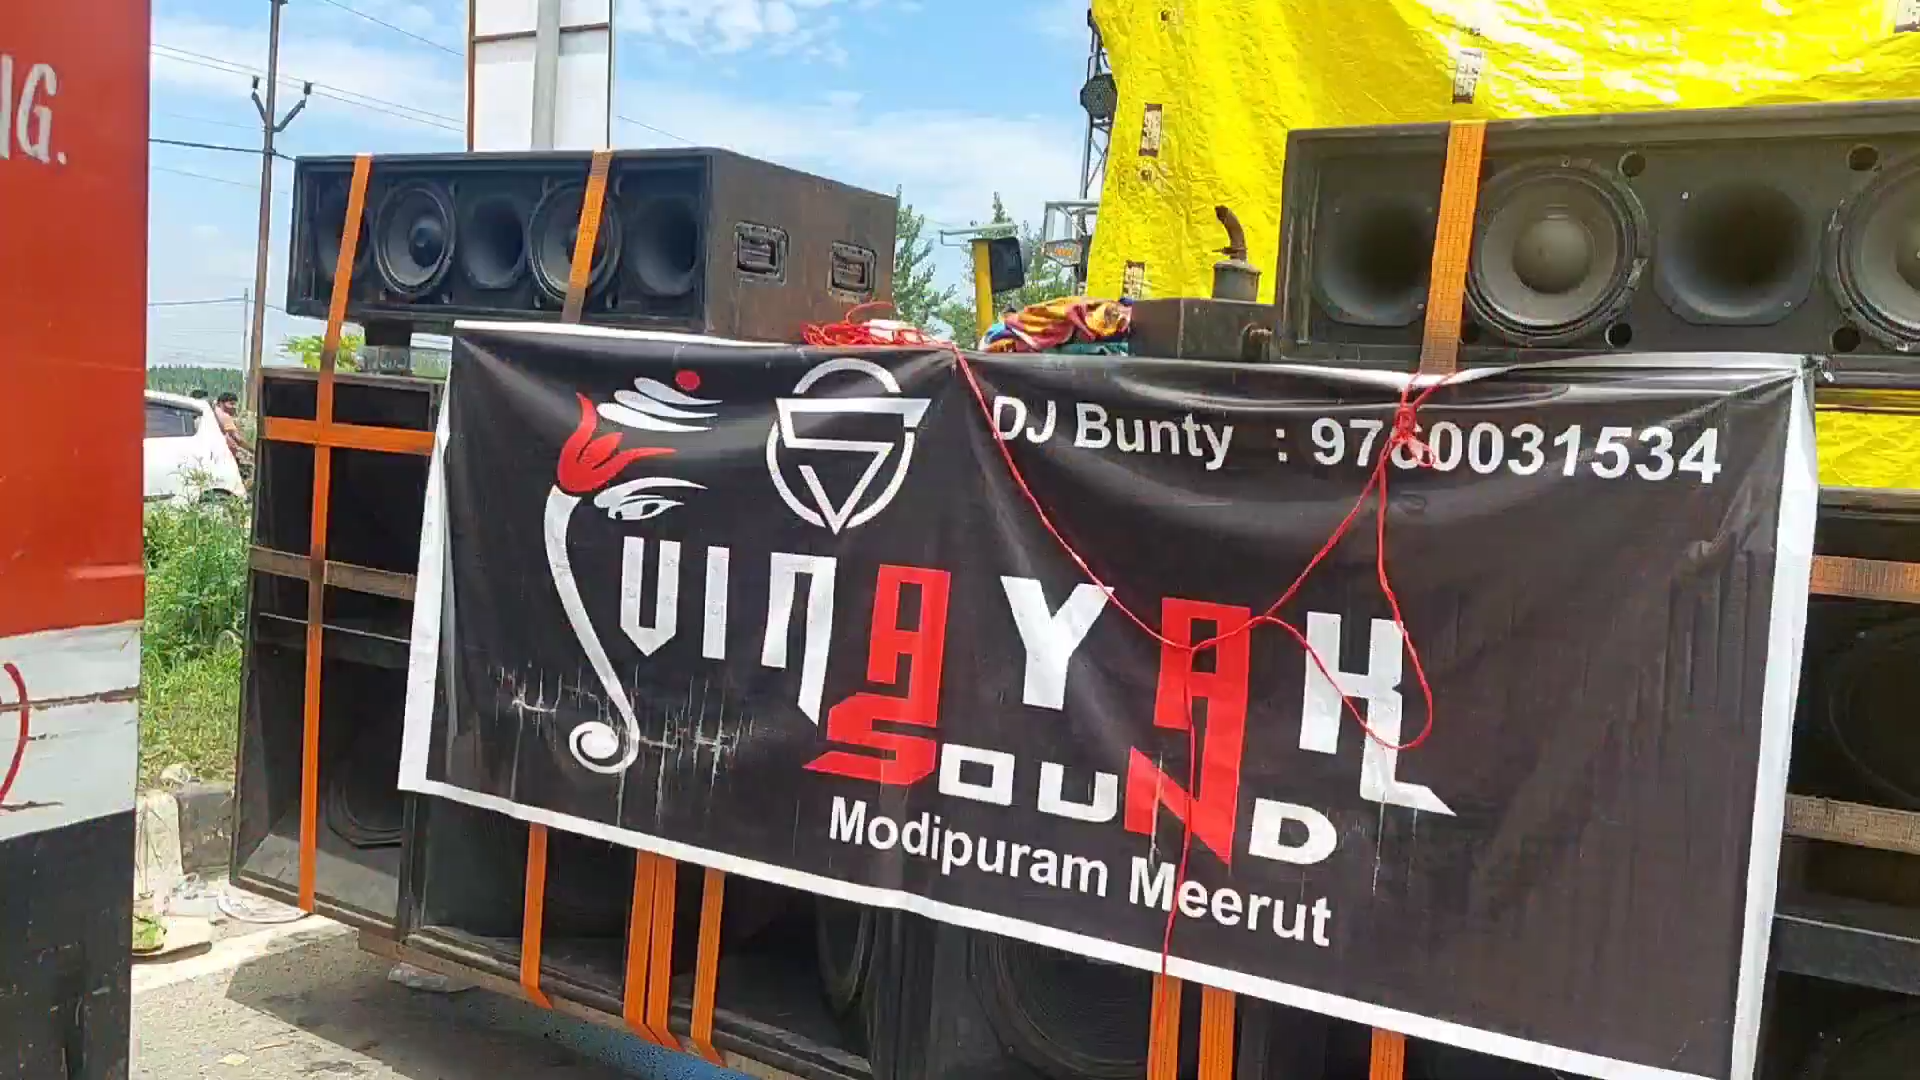 NG.
DJ Bunty : 9760031534
VINAYAK
SOUND
Modipuram Meerut